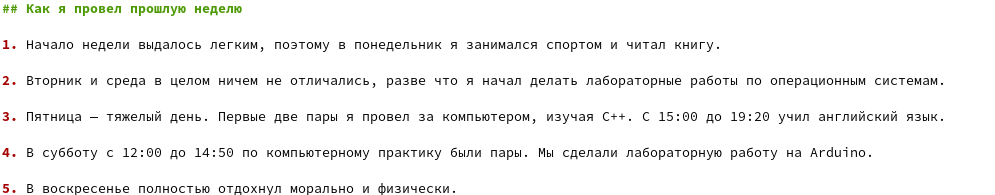 ## Как я провел прошлую неделю
1. Начало недели выдалось легким, поэтому в понедельник я занимался спортом и читал книгу.
2. Вторник и среда в целом ничем не отличались, разве что я начал делать лабораторные работы по операционным системам.
3. Пятница — тяжелый день. Первые две пары я провел за компьютером, изучая C++. С 15:00 до 19:20 учил английский язык.
4. В субботу с 12:00 до 14:50 по компьютерному практику были пары. Мы сделали лабораторную работу на Arduino.
5. В воскресенье полностью отдохнул морально и физически.